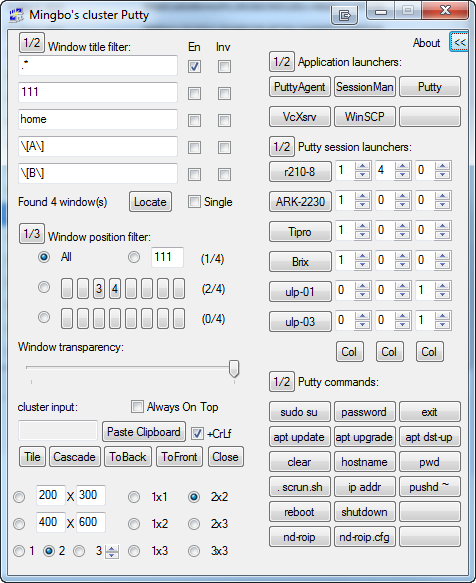 Mingbo's cluster Putty
About <<
1/2 Window title filter: En Inv
.*
111
home
\[A\]
\[B\]
Found 4 window(s) Locate Single
1/3 Window position filter:
All 111 (1/4)
3 4 (2/4)
(0/4)
Window transparency:
cluster input: Always On Top
Paste Clipboard +CrLf
Tile Cascade ToBack ToFront Close
200 X 300 1x1 2x2
400 X 600 1x2 2x3
1 2 3 1x3 3x3
1/2 Application launchers:
PuttyAgent SessionMan Putty
VcXsrv WinSCP
1/2 Putty session launchers:
r210-8 1 4 0
ARK-2230 1 0 0
Tipro 1 0 0
Brix 1 0 0
ulp-01 0 0 1
ulp-03 0 0 1
Col Col Col
1/2 Putty commands:
sudo su password exit
apt update apt upgrade apt dst-up
clear hostname pwd
. scrun.sh ip addr pushd ~
reboot shutdown
nd-roip nd-roip.cfg